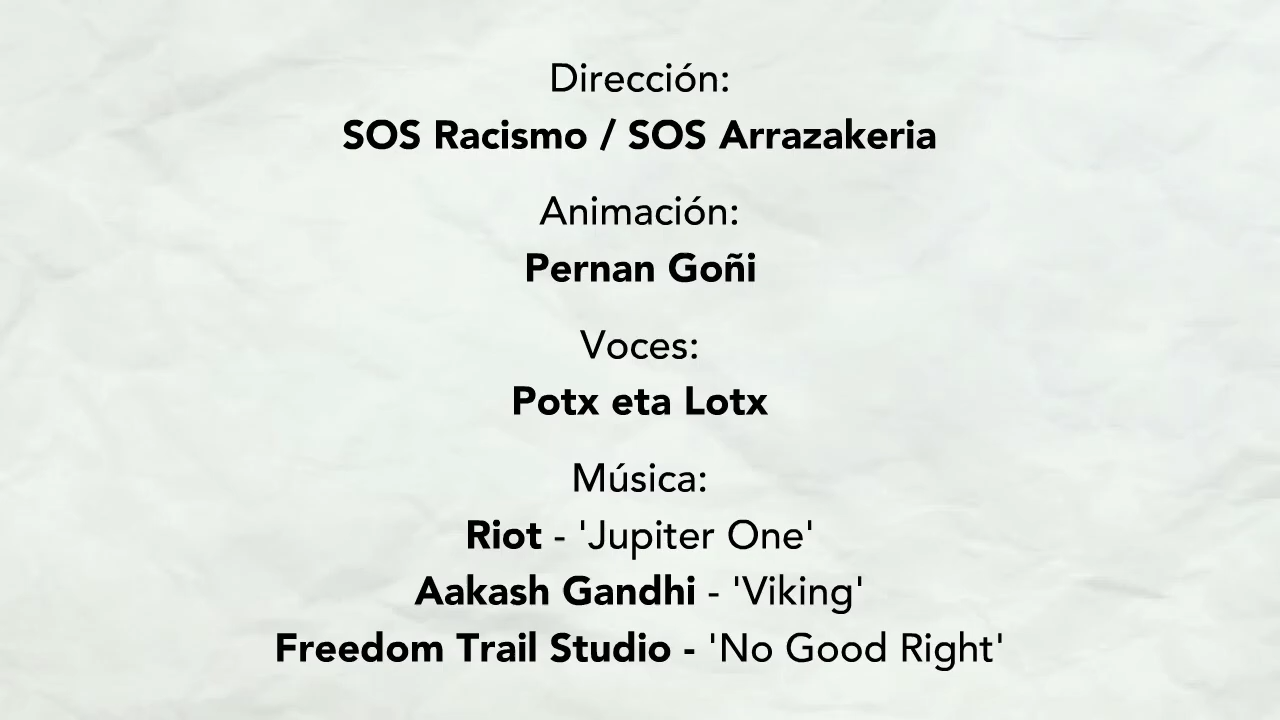 Dirección:
SOS Racismo / SOS Arrazakeria
Animación:
Pernan Goñi
Voces:
Potx eta Lotx
Música:
Riot - 'Jupiter One'
Aakash Gandhi - 'Viking'
Freedom Trail Studio - 'No Good Right'